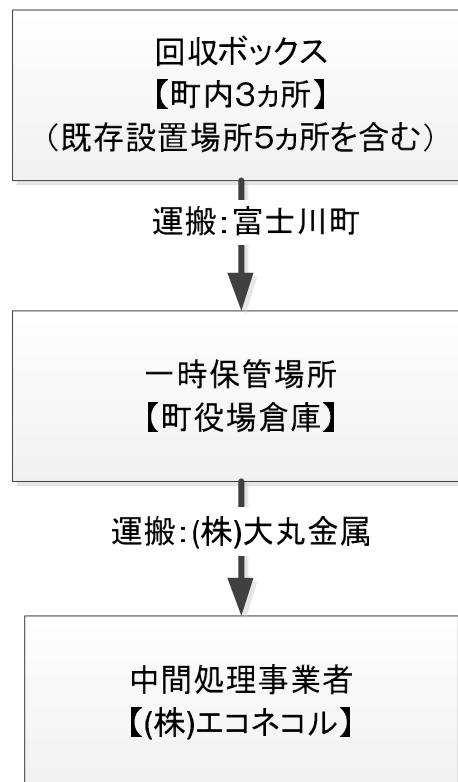 回収ボックス
【町内3ヵ所】
（既存設置場所5ヵ所を含む）
運搬：富士川町
一時保管場所
【町役場倉庫】
運搬：(株)大丸金属
中間処理事業者
【(株)エコネコル】